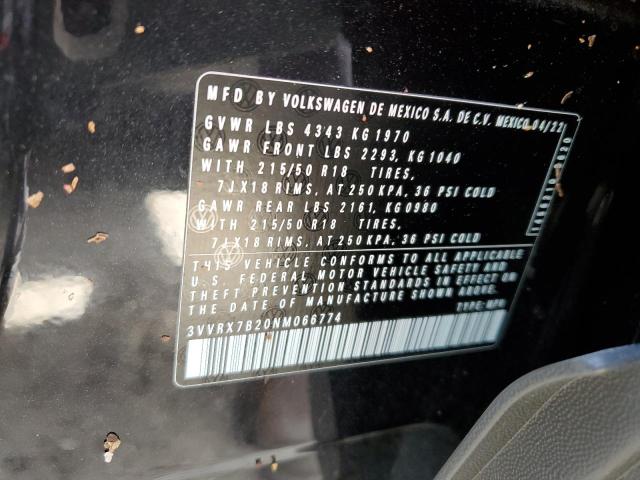 MFD BY VOLKSWAGEN DE MEXICO S.A. DE C.V. MEXICO 04/22
GVWR LBS 4343 KG 1970
GAWR FRONT LBS 2293, KG 1040
WITH 215/50 R18 TIRES,
7JX18 RIMS, AT 250 KPA, 36 PSI COLD
GAWR REAR LBS 2161, KG 0980
WITH 215/50 R18 TIRES,
7JX18 RIMS, AT 250 KPA, 36 PSI COLD
THIS VEHICLE CONFORMS TO ALL APPLICABLE
U.S. FEDERAL MOTOR VEHICLE SAFETY AND
THEFT PREVENTION STANDARDS IN EFFECT ON
THE DATE OF MANUFACTURE SHOWN ABOVE.
3VVRX7B20NM066774 TYPE: MPV